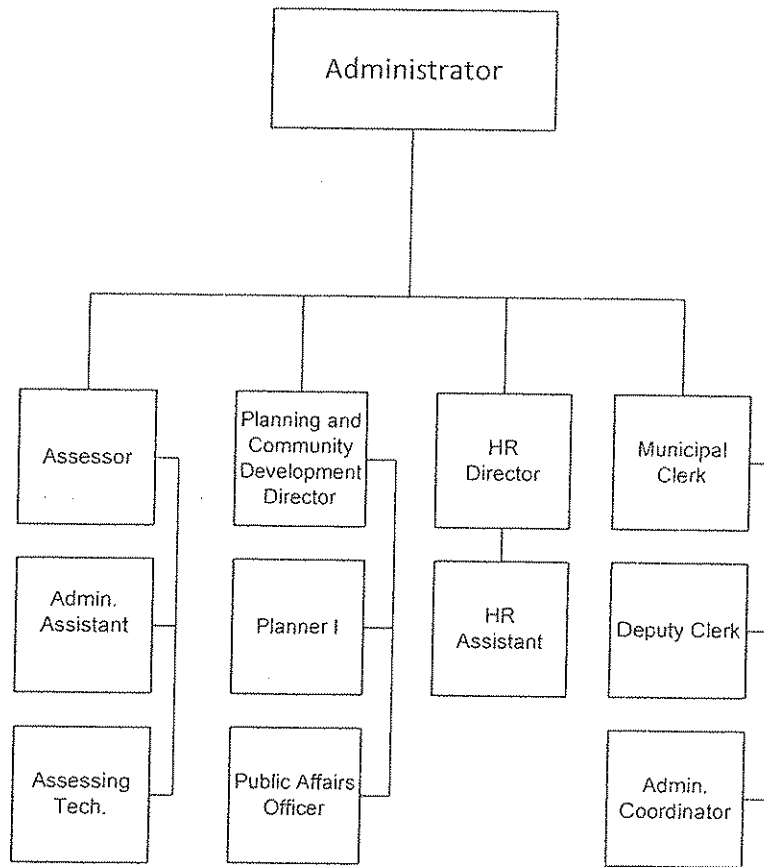 Administrator
Assessor
Planning and
Community
Development
Director
HR
Director
Municipal
Clerk
Admin.
Assistant
Planner I
HR
Assistant
Deputy Clerk
Assessing
Tech.
Public Affairs
Officer
Admin.
Coordinator